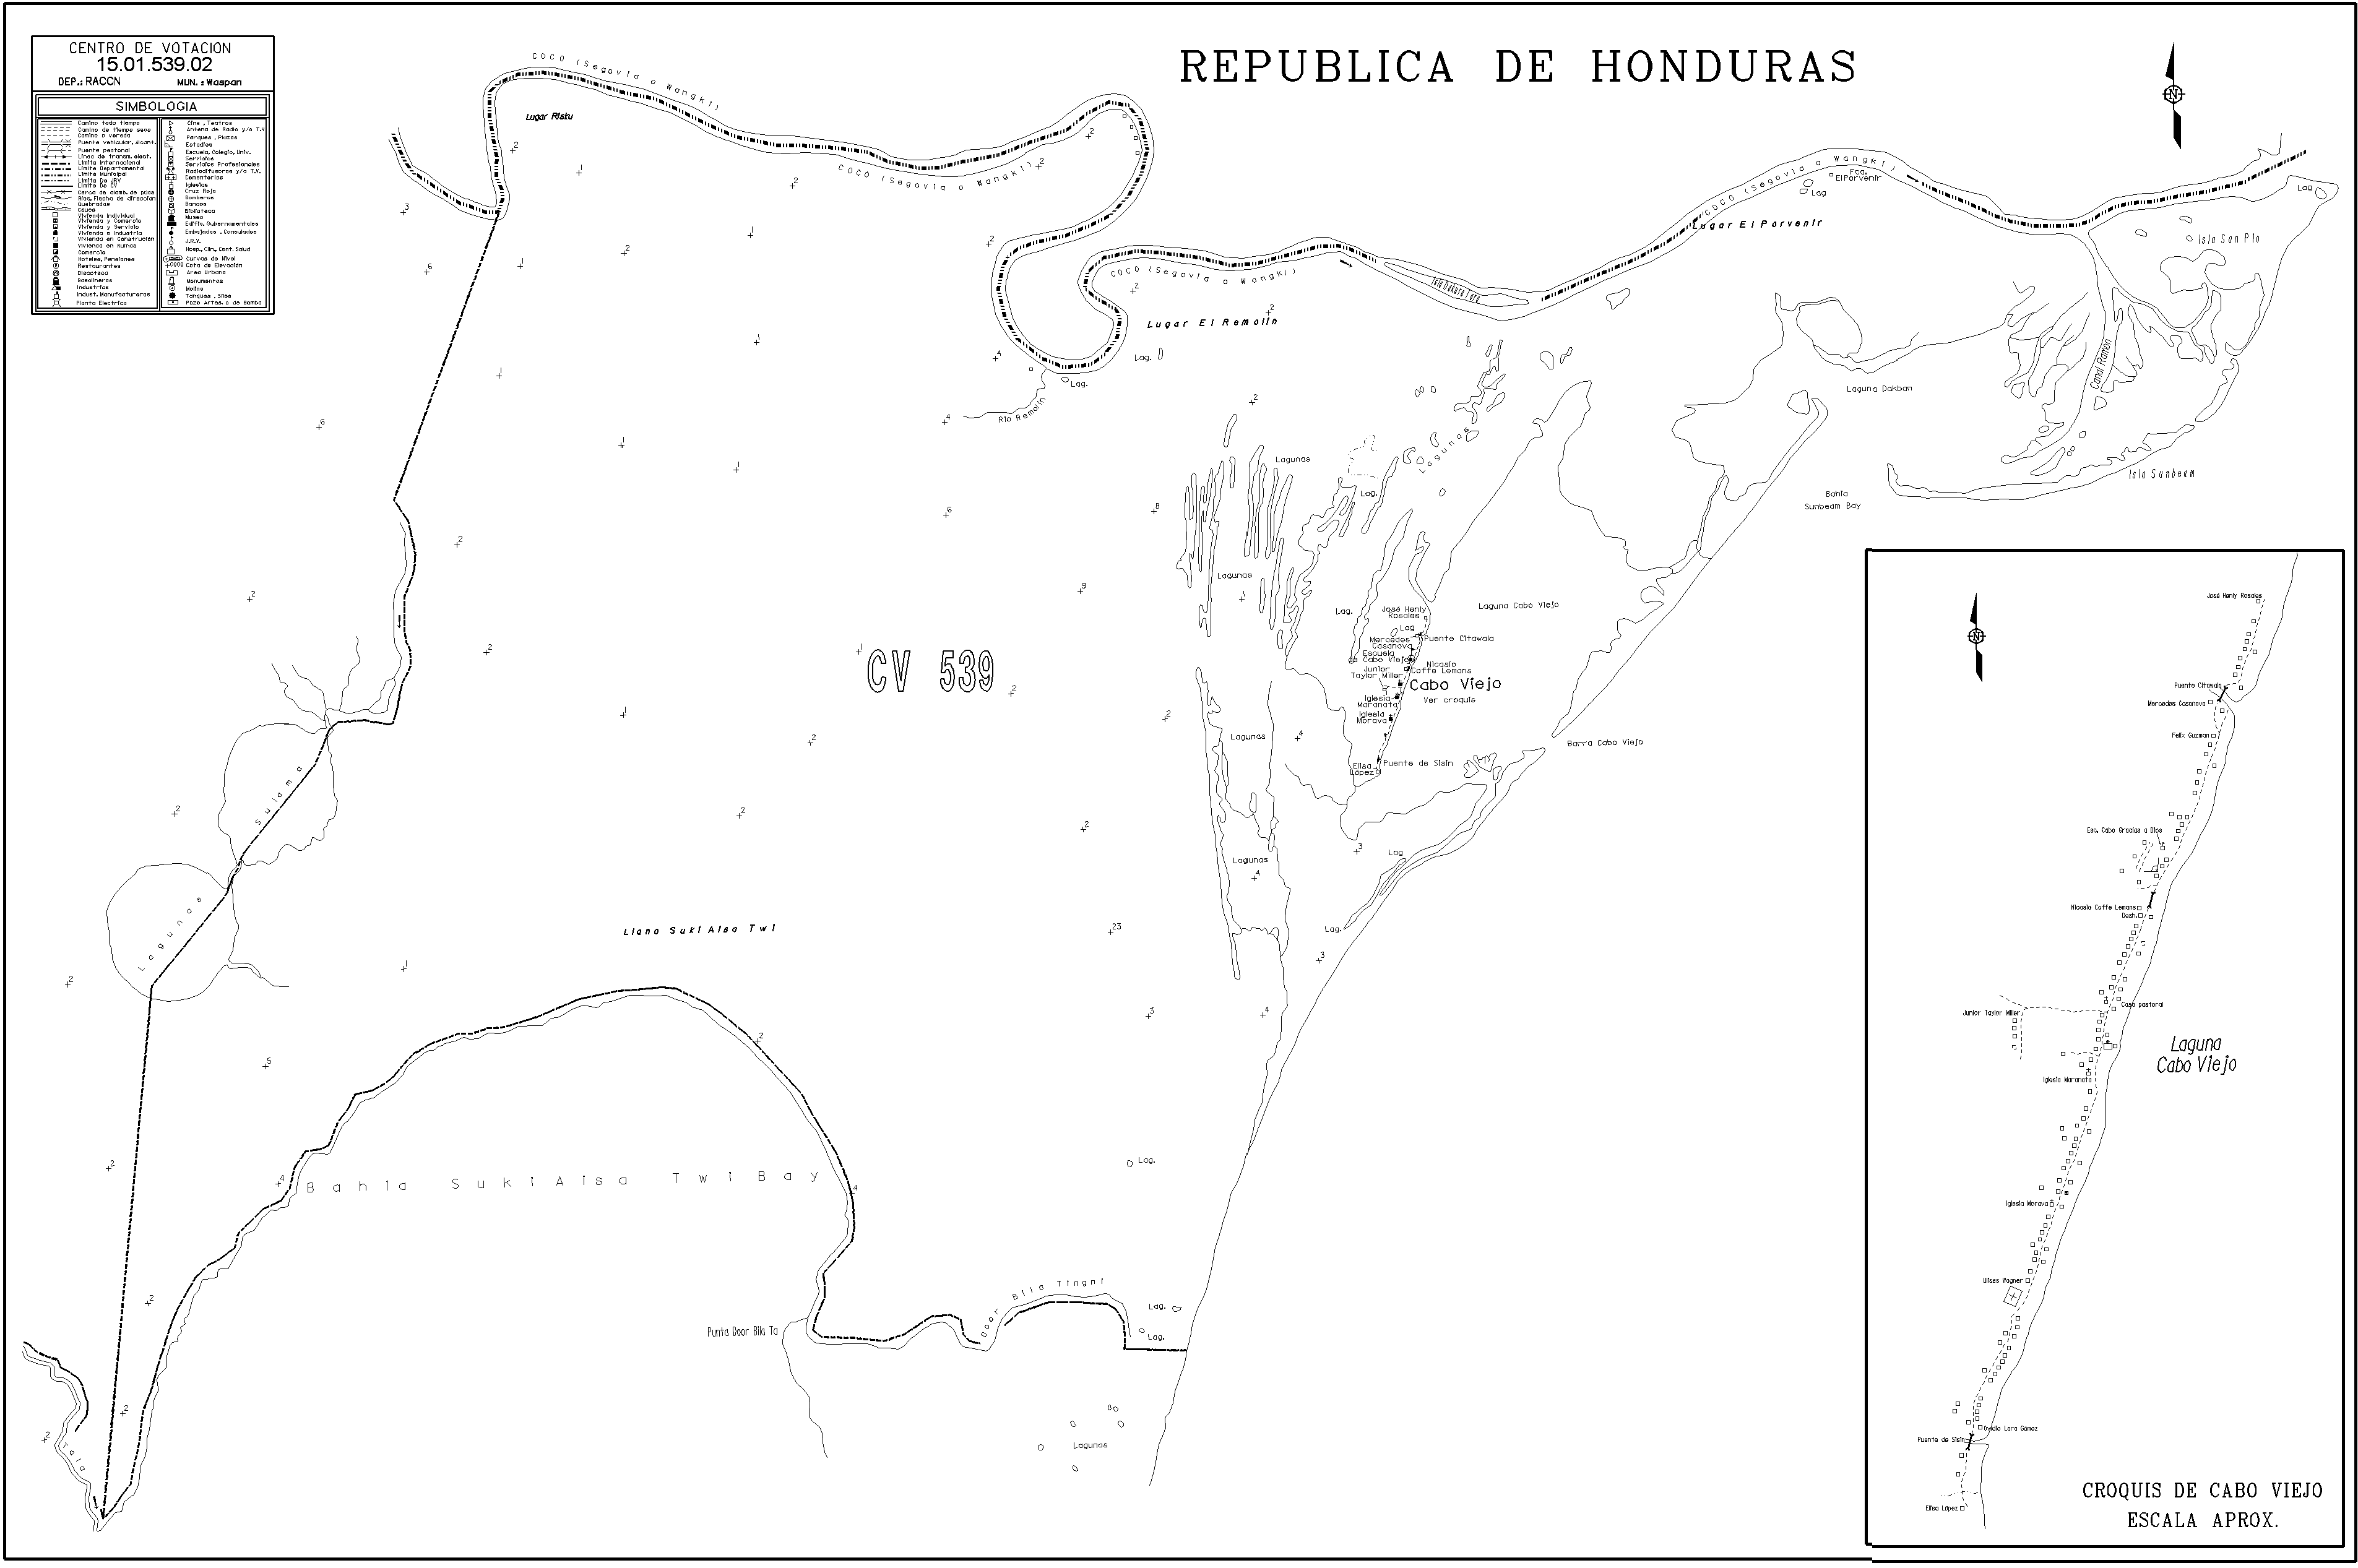 CENTRO DE VOTACION
15.01.539.02
DEP.: RACCN MUN. : Waspan
SIMBOLOGIA
Camino todo tiempo
Camino de tiempo seco
Camino o vereda
Puente vehicular, Alcant.
Puente peatonal
Línea de transm. elect.
Límite Internacional
Límite Departamental
Límite Municipal
Límite De JRV
Límite De CV
Cerca de alamb. de púas
Ríos, Flecha de dirección
Quebradas
Cauce
Vivienda Individual
Vivienda y Comercio
Vivienda y Servicio
Vivienda e Industria
Vivienda en Construcción
Vivienda en Ruinas
Comercio
Hoteles, Pensiones
Restaurantes
Discoteca
Gasolineras
Industrias
Indust. Manufactureras
Planta Electrica
Cine , Teatros
Antena de Radio y/o T.V
Parques , Plazas
Estadios
Escuela, Colegio, Univ.
Servicios
Servicios Profesionales
Radiodifusoras y/o T.V.
Cementerios
Iglesias
Cruz Roja
Bomberos
Bancos
Biblioteca
Museo
Edific. Gubernamentales
Embajadas , Consulados
J.R.V.
Hosp., Clin., Cent. Salud
Curvas de Nivel
Cota de Elevación
Area Urbana
Monumentos
Molino
Tanques , Silos
Pozo Artes. o de Bomba
REPUBLICA DE HONDURAS
N
COCO (Segovia o Wangki)
Lugar Risku
COCO (Segovia o Wangki)
COCO (Segovia o Wangki)
Fca.
El Porvenir
Lag
Lag
Lugar El Porvenir
Isla San Pio
COCO (Segovia o Wangki)
Lugar El Remolin
Lag.
Lag.
Río Remolin
Canal Ramón
Laguna Dakban
Lagunas
Lagunas
Lag.
Isla Sunbeam
Bahía
Sunbeam Bay
Lagunas
Lag.
José Henly
Rosales
Laguna Cabo Viejo
Lag
Mercedes
Casanova
Puente Citawala
Escuela
de Cabo Viejo
Nicasio
Coffe Lemans
Junior
Taylor Miller
Cabo Viejo
Ver croquis
Iglesia
Maranata
Iglesia
Morava
CV 539
Lagunas
Barra Cabo Viejo
Elisa
López
Puente de Sisin
Lag
Lagunas
Lag.
Lagunas Sulama
Llano Suki Aisa Twi
Bahia Suki Aisa Twi Bay
Lag.
Door Bila Tingni
Lag.
Lag.
Punta Door Bila Ta
Lagunas
N
José Henly Rosales
Puente Citawala
Mercedes Casanova
Felix Guzman
Esc. Cabo Gracias a Dios
Nicasio Coffe Lemans
Desh.
Casa pastoral
Junior Taylor Miller
Laguna
Cabo Viejo
Iglesia Maranata
Iglesia Morava
Ulises Wagner
Ovidio Lara Gómez
Puente de Sisin
Elisa López
CROQUIS DE CABO VIEJO
ESCALA APROX.